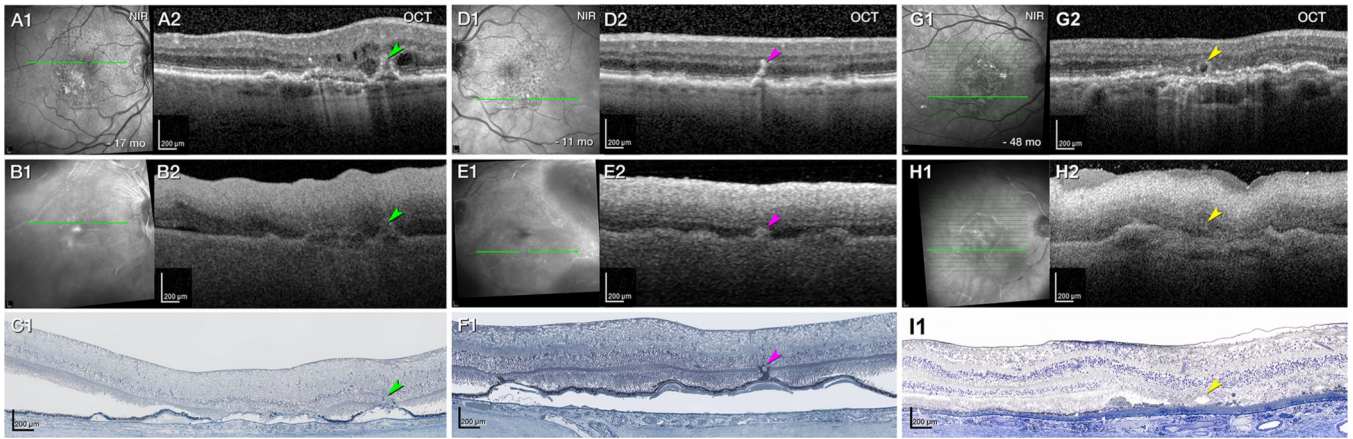 A1 NIR A2 OCT D1 NIR D2 OCT G1 NIR G2 OCT
- 17 mo 200 µm - 11 mo 200 µm - 48 mo 200 µm
B1 B2 E1 E2 H1 H2
200 µm 200 µm 200 µm
C1 F1 I1
200 µm 200 µm 200 µm